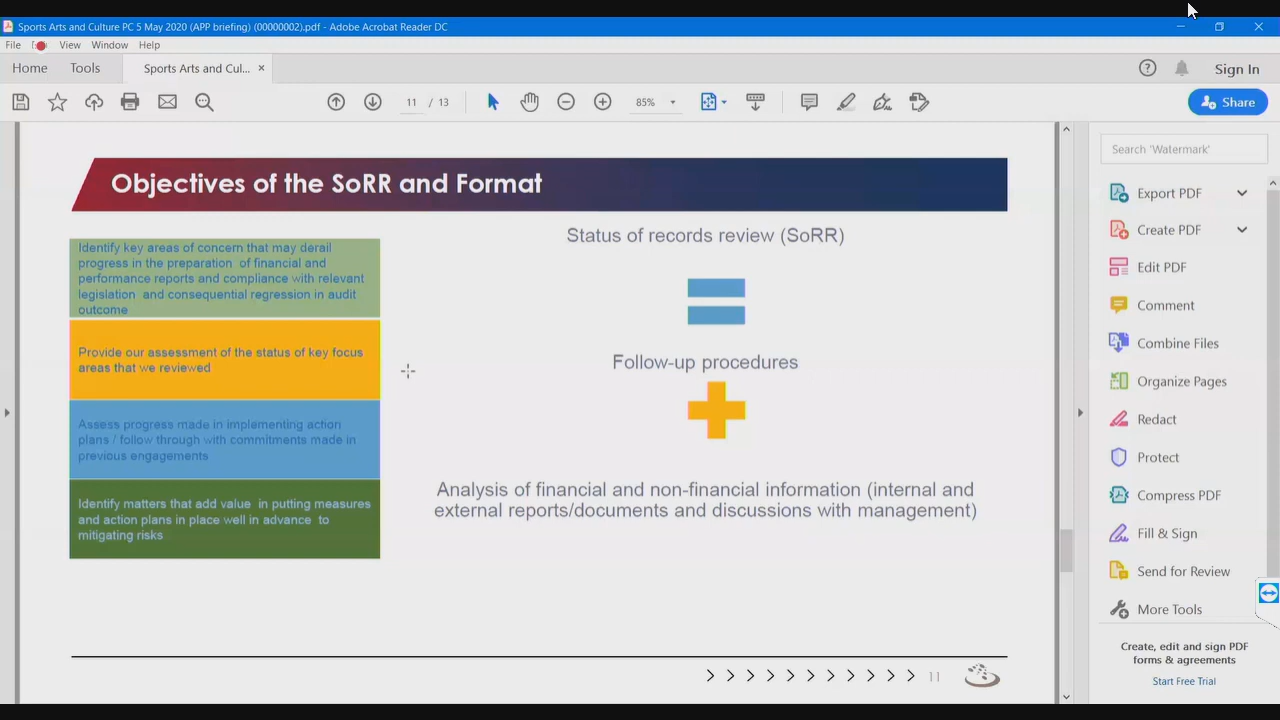 Sports Arts and Culture PC 5 May 2020 (APP briefing) (00000002).pdf - Adobe Acrobat Reader DC
File View Window Help
Home Tools Sports Arts and Cul... × Sign In
11 / 13 85% Share
Search 'Watermark'
Objectives of the SoRR and Format
Identify key areas of concern that may derail
progress in the preparation of financial and
performance reports and compliance with relevant
legislation and consequential regression in audit
outcome
Provide our assessment of the status of key focus
areas that we reviewed
Assess progress made in implementing action
plans / follow through with commitments made in
previous engagements
Identify matters that add value in putting measures
and action plans in place well in advance to
mitigating risks
Status of records review (SoRR)
Follow-up procedures
Analysis of financial and non-financial information (internal and
external reports/documents and discussions with management)
11
Export PDF
Create PDF
Edit PDF
Comment
Combine Files
Organize Pages
Redact
Protect
Compress PDF
Fill & Sign
Send for Review
More Tools
Create, edit and sign PDF
forms & agreements
Start Free Trial